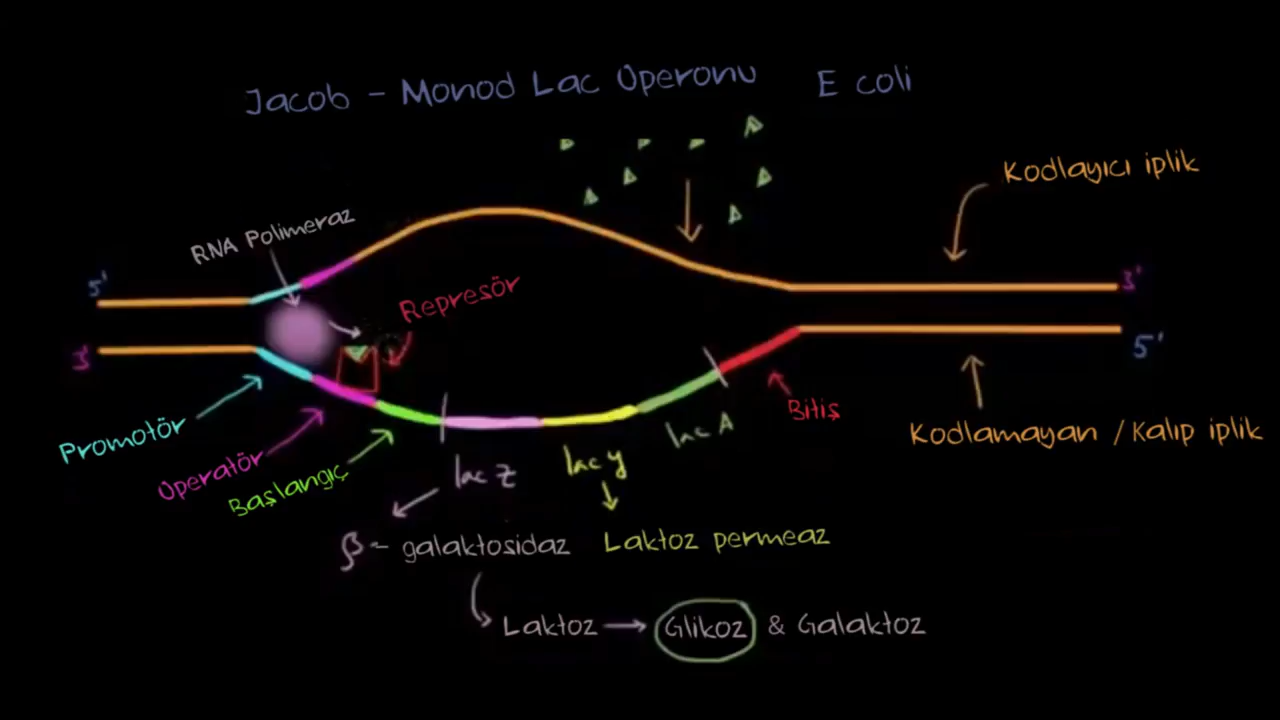 Jacob - Monod Lac Operonu E coli
Kodlayıcı iplik
RNA Polimeraz
5'
3'
Represör
3'
5'
Promotör
Operatör
Başlangıç
lac z
lac y
lac A
Bitiş
Kodlamayan / Kalıp iplik
β - galaktosidaz
Laktoz permeaz
Laktoz → Glikoz & Galaktoz